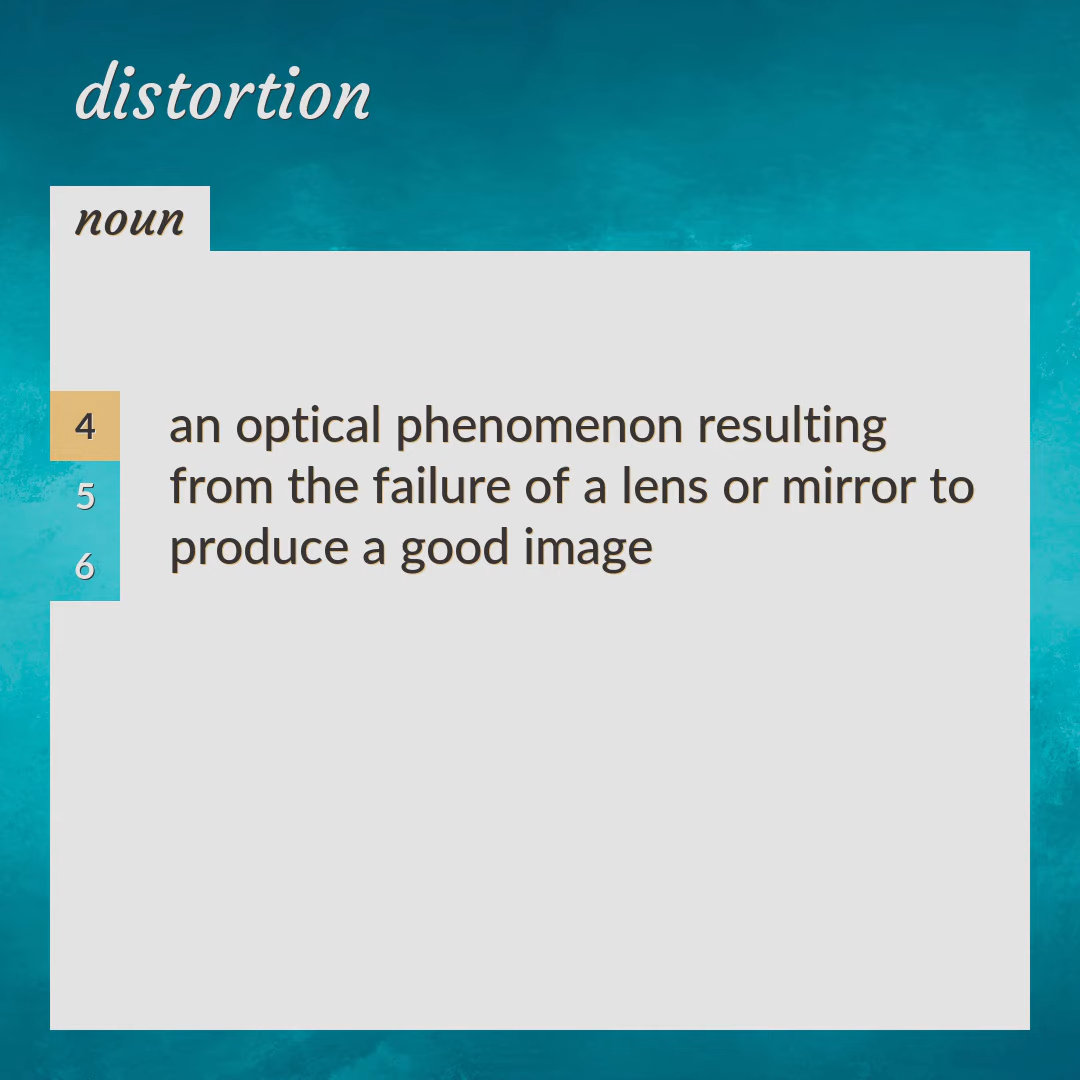 distortion
noun
4
an optical phenomenon resulting
from the failure of a lens or mirror to
produce a good image
5
6